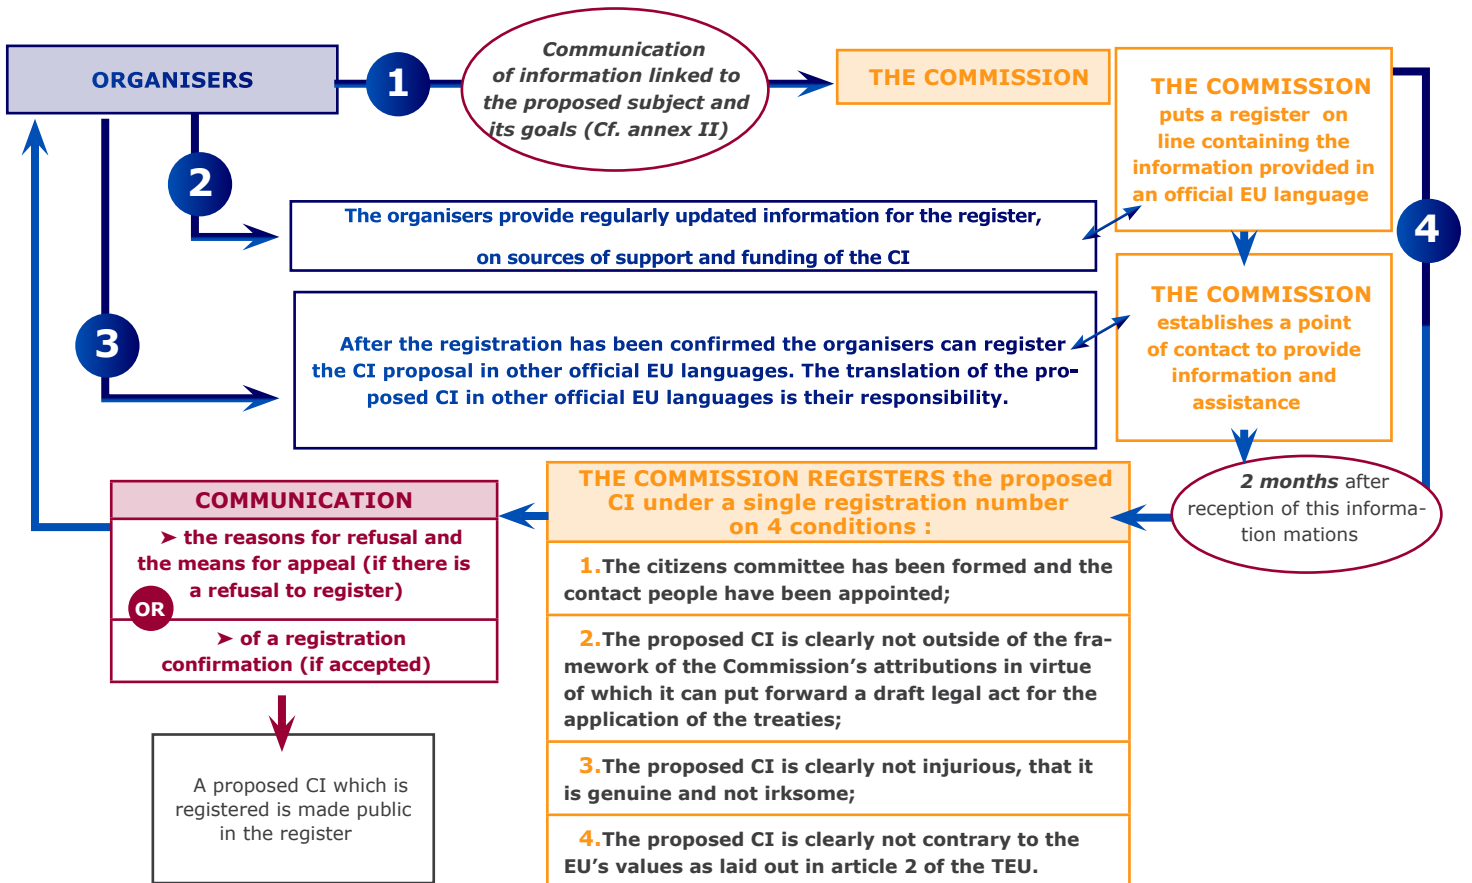 ORGANISERS
1
Communication
of information linked to
the proposed subject and
its goals (Cf. annex II)
THE COMMISSION
THE COMMISSION
puts a register on
line containing the
information provided in
an official EU language
2
The organisers provide regularly updated information for the register,
on sources of support and funding of the CI
4
3
After the registration has been confirmed the organisers can register
the CI proposal in other official EU languages. The translation of the pro-
posed CI in other official EU languages is their responsibility.
THE COMMISSION
establishes a point
of contact to provide
information and
assistance
2 months after
reception of this informa-
tion mations
THE COMMISSION REGISTERS the proposed
CI under a single registration number
on 4 conditions :
1.The citizens committee has been formed and the
contact people have been appointed;
2.The proposed CI is clearly not outside of the fra-
mework of the Commission’s attributions in virtue
of which it can put forward a draft legal act for the
application of the treaties;
3.The proposed CI is clearly not injurious, that it
is genuine and not irksome;
4.The proposed CI is clearly not contrary to the
EU’s values as laid out in article 2 of the TEU.
COMMUNICATION
➤ the reasons for refusal and
the means for appeal (if there is
a refusal to register)
OR
➤ of a registration
confirmation (if accepted)
A proposed CI which is
registered is made public
in the register